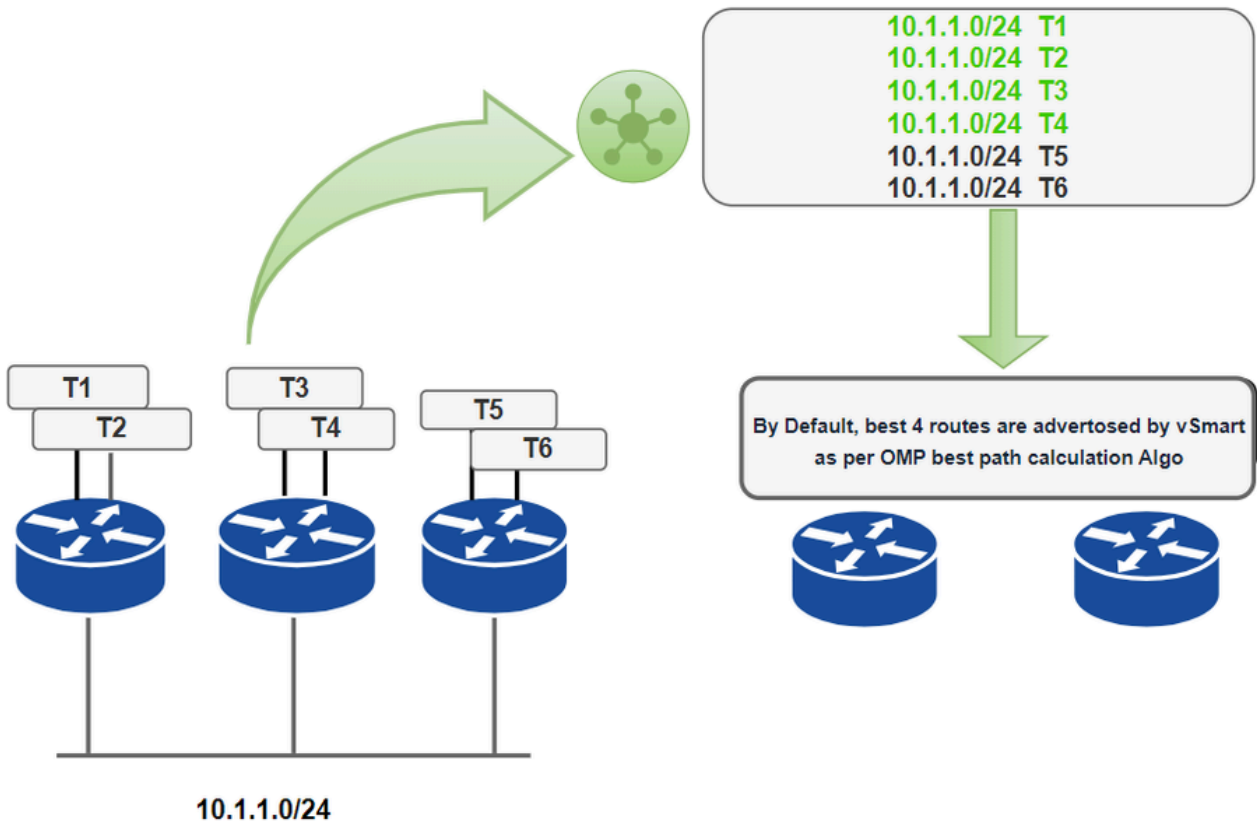 10.1.1.0/24 T1
10.1.1.0/24 T2
10.1.1.0/24 T3
10.1.1.0/24 T4
10.1.1.0/24 T5
10.1.1.0/24 T6
T1
T2
T3
T4
T5
T6
By Default, best 4 routes are advertosed by vSmart
as per OMP best path calculation Algo
10.1.1.0/24